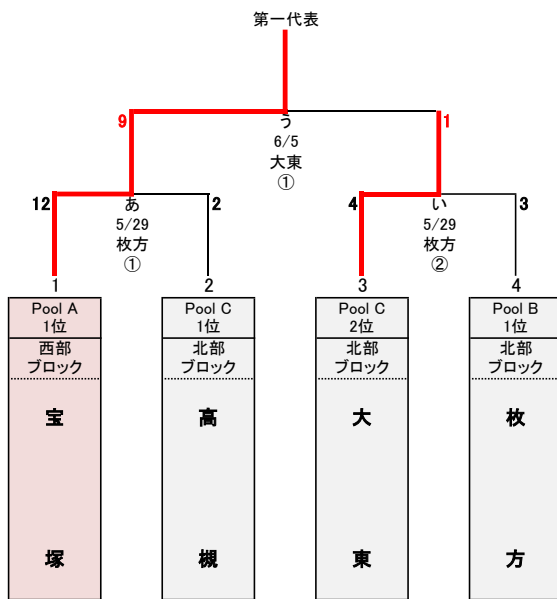 第一代表
9 う 1
6/5
大東
①
12 あ 2 4 い 3
5/29 5/29
枚方 枚方
① ②
1 2 3 4
Pool A Pool C Pool C Pool B
1位 1位 2位 1位
西部 北部 北部 北部
ブロック ブロック ブロック ブロック
宝 高 大 枚
塚 槻 東 方